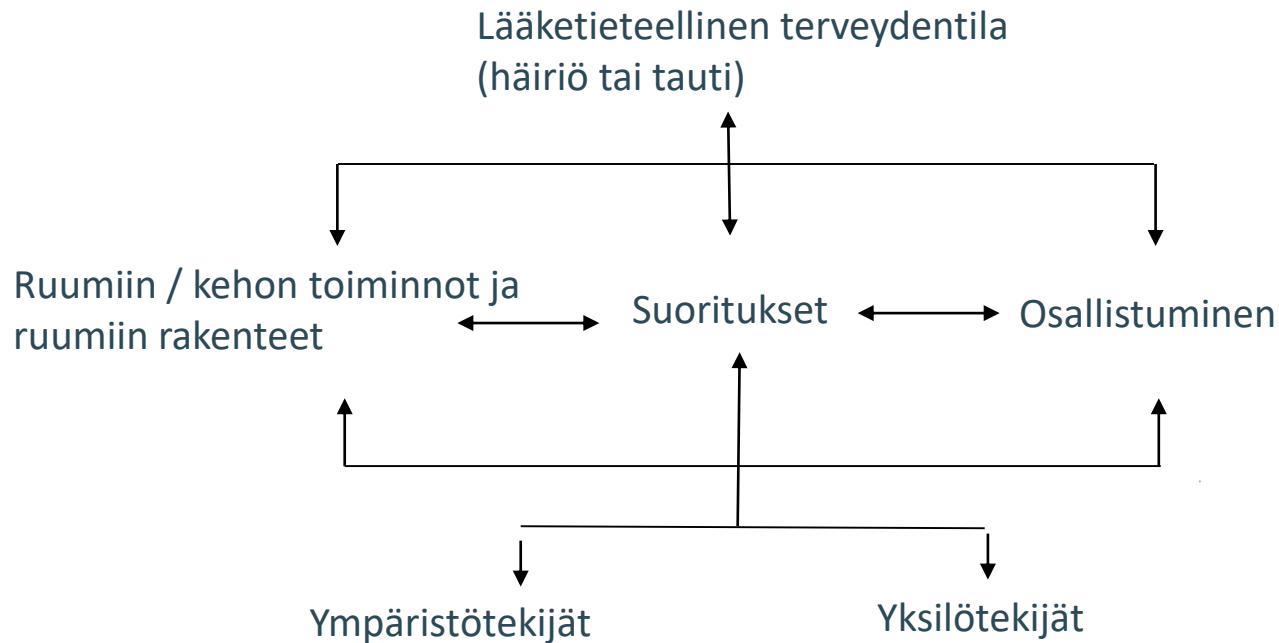 Lääketieteellinen terveydentila
(häiriö tai tauti)
Ruumiin / kehon toiminnot ja
ruumiin rakenteet
Suoritukset
Osallistuminen
Ympäristötekijät
Yksilötekijät